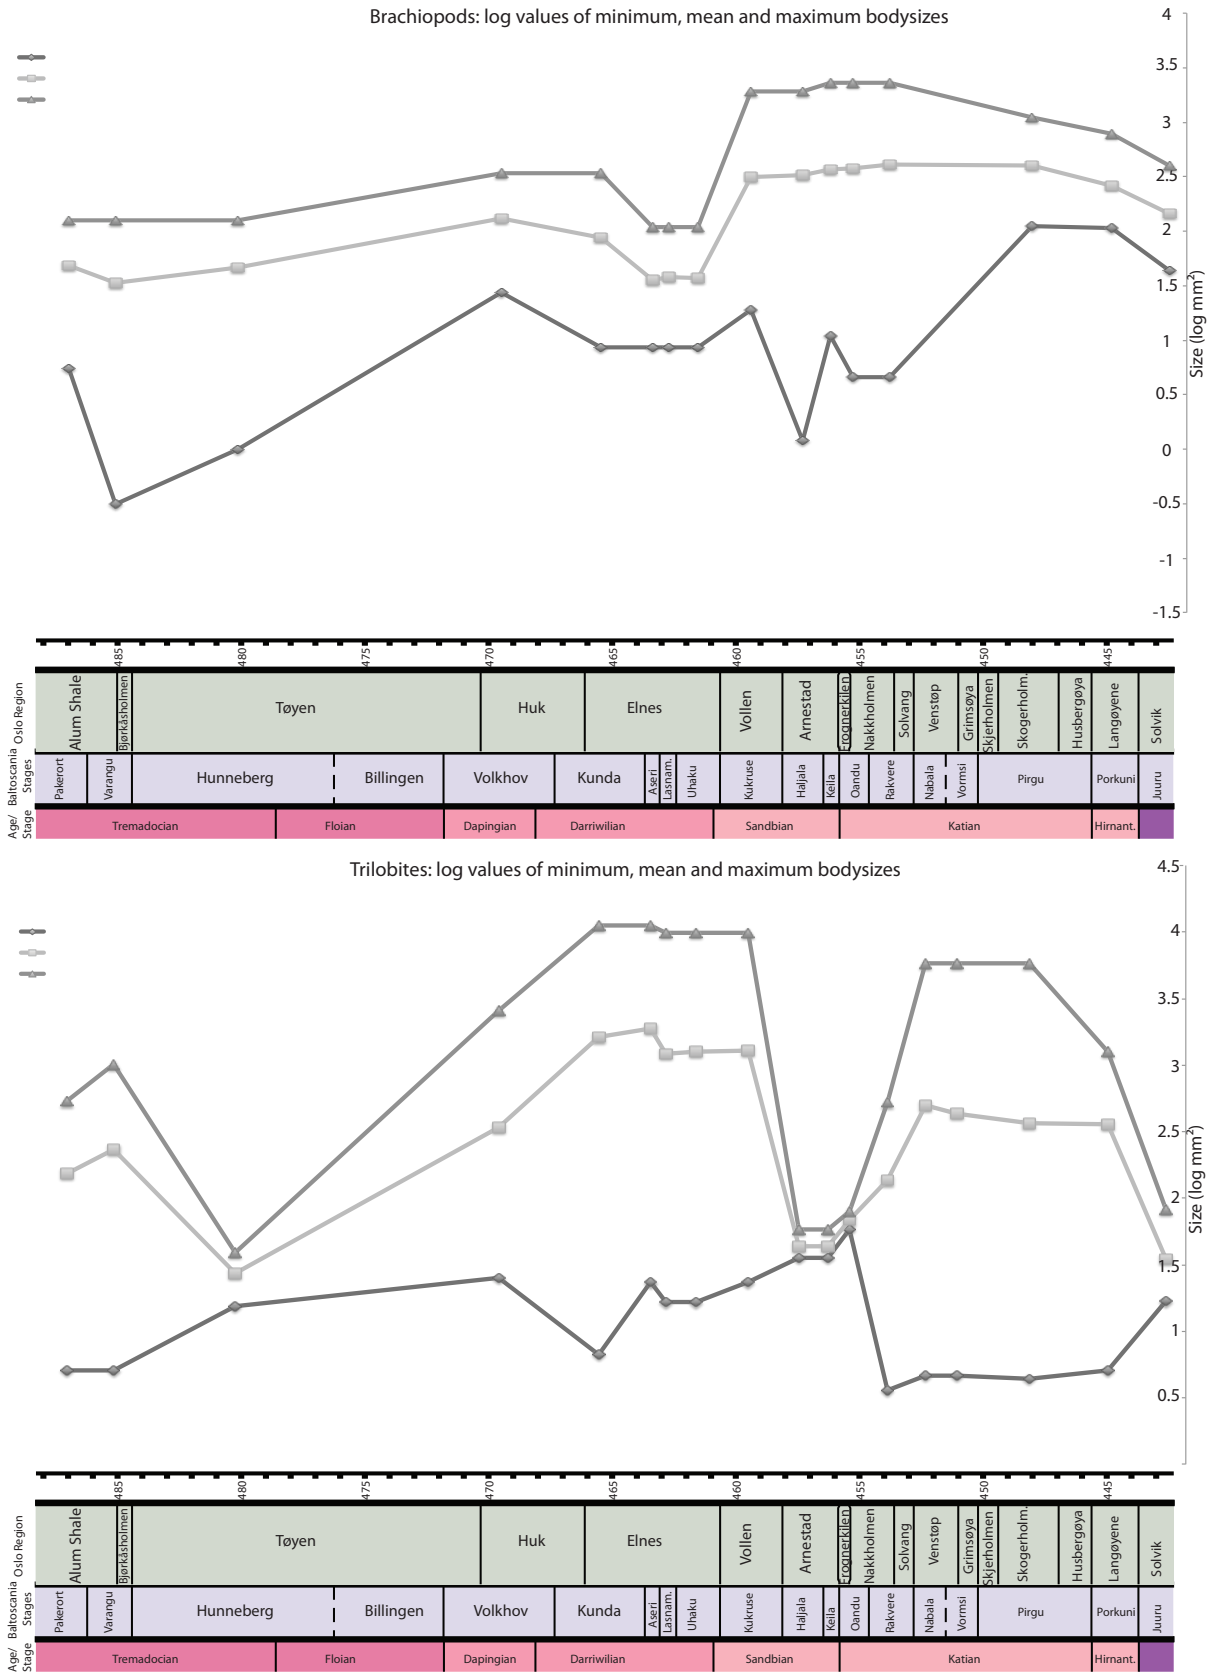 Brachiopods: log values of minimum, mean and maximum bodysizes
4
3.5
3
2.5
2
1.5
1
0.5
0
-0.5
-1
-1.5
Size (log mm²)
485 480 475 470 465 460 455 450 445
Oslo Region
Alum Shale Bjørkåsholmen Tøyen Huk Elnes Vollen Arnestad Frognerkilen Nakkholmen Solvang Venstøp Grimsøya Skjerholmen Skogerholm. Husbergøya Langøyene Solvik
Baltoscania
Stages
Pakerort Varangu Hunneberg Billingen Volkhov Kunda Aseri Lasnam. Uhaku Kukruse Haljala Keila Oandu Rakvere Nabala Vormsi Pirgu Porkuni Juuru
Age/
Stage
Tremadocian Floian Dapingian Darriwilian Sandbian Katian Hirnant.
Trilobites: log values of minimum, mean and maximum bodysizes
4.5
4
3.5
3
2.5
2
1.5
1
0.5
Size (log mm²)
485 480 475 470 465 460 455 450 445
Oslo Region
Alum Shale Bjørkåsholmen Tøyen Huk Elnes Vollen Arnestad Frognerkilen Nakkholmen Solvang Venstøp Grimsøya Skjerholmen Skogerholm. Husbergøya Langøyene Solvik
Baltoscania
Stages
Pakerort Varangu Hunneberg Billingen Volkhov Kunda Aseri Lasnam. Uhaku Kukruse Haljala Keila Oandu Rakvere Nabala Vormsi Pirgu Porkuni Juuru
Age/
Stage
Tremadocian Floian Dapingian Darriwilian Sandbian Katian Hirnant.